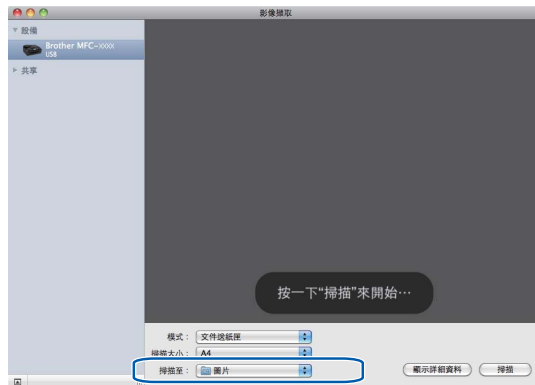 影像擷取
設備
Brother MFC-XXXX
USB
共享
按一下“掃描”來開始…
模式： 文件送紙匣
掃描大小： A4
掃描至： 圖片
顯示詳細資料 掃描